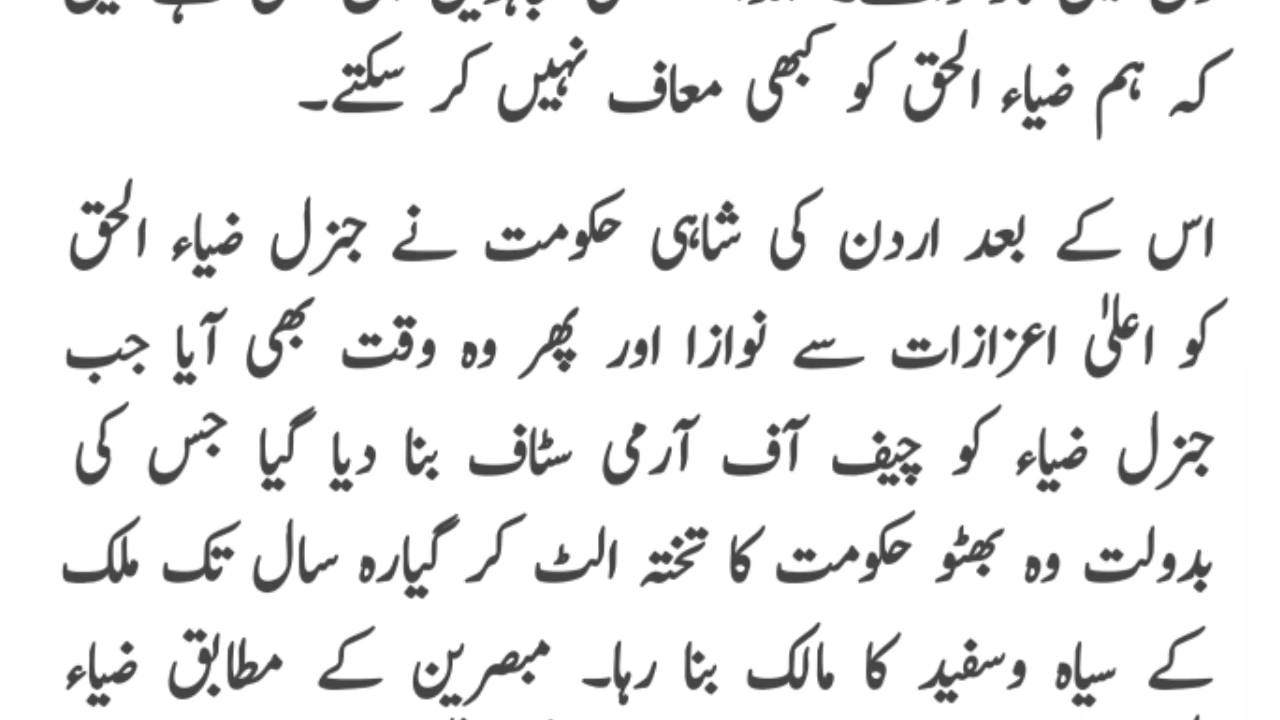 کہ ہم ضیاء الحق کو کبھی معاف نہیں کر سکتے۔
اس کے بعد اردن کی شاہی حکومت نے جنرل ضیاء الحق
کو اعلیٰ اعزازات سے نوازا اور پھر وہ وقت بھی آیا جب
جنرل ضیاء کو چیف آف آرمی سٹاف بنا دیا گیا جس کی
بدولت وہ بھٹو حکومت کا تختہ الٹ کر گیارہ سال تک ملک
کے سیاہ وسفید کا مالک بنا رہا۔ مبصرین کے مطابق ضیاء